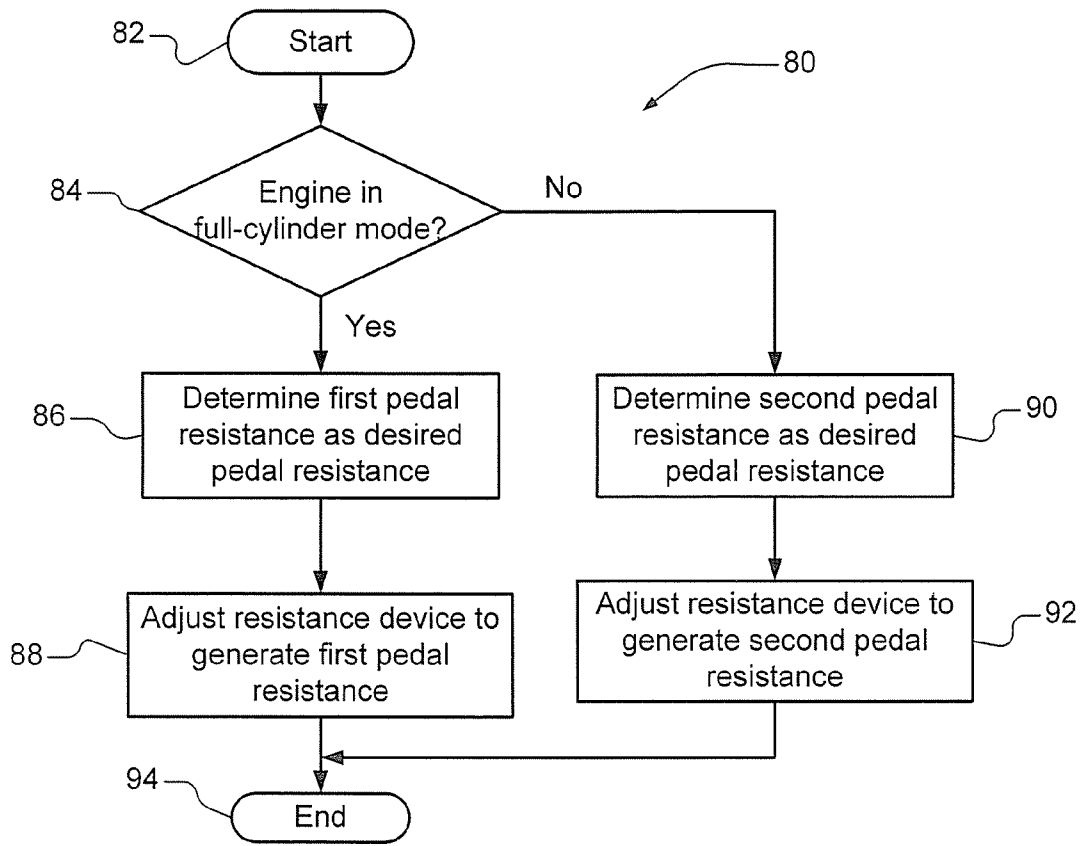 82
Start
80
84
Engine in
full-cylinder mode?
No
Yes
86
Determine first pedal
resistance as desired
pedal resistance
Determine second pedal
resistance as desired
pedal resistance
90
88
Adjust resistance device to
generate first pedal
resistance
Adjust resistance device to
generate second pedal
resistance
92
94
End